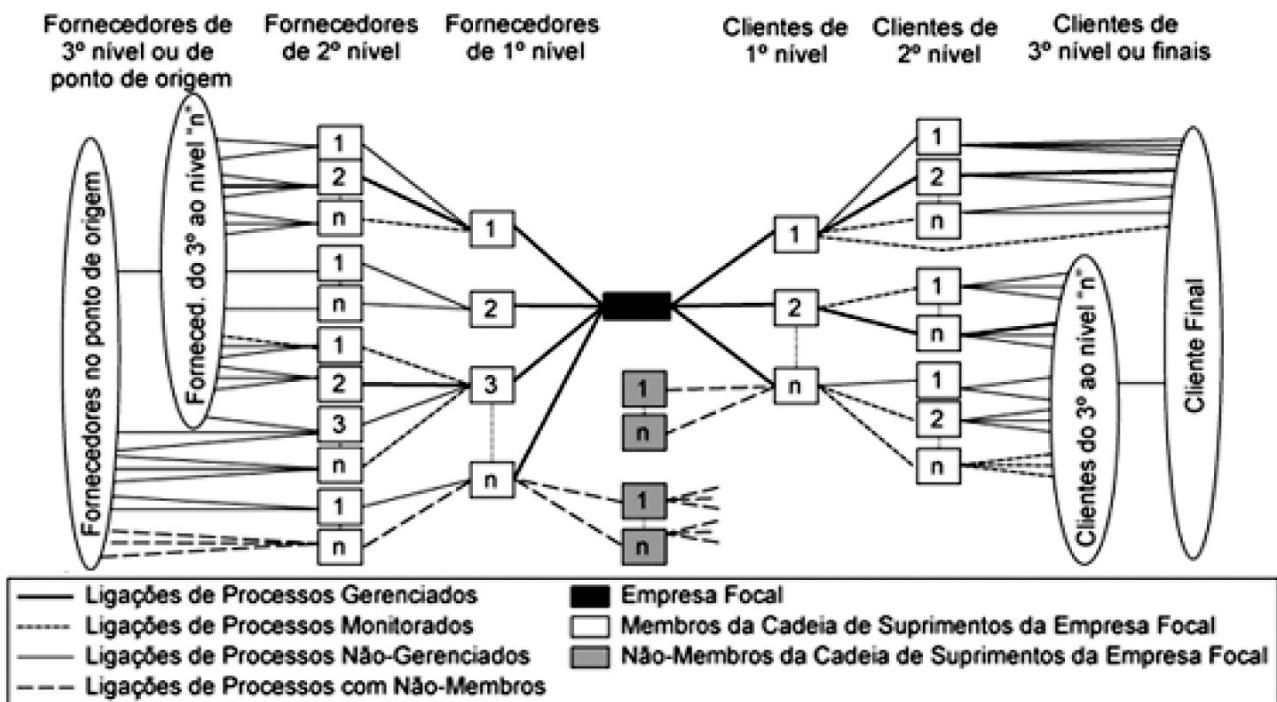 Fornecedores de
3º nível ou de
ponto de origem
Fornecedores
de 2º nível
Fornecedores
de 1º nível
Clientes de
1º nível
Clientes de
2º nível
Clientes de
3º nível ou finais
Fornecedores no ponto de origem
Forneced. do 3º ao nível "n"
1
2
n
1
n
1
2
3
n
1
n
1
2
3
n
1
n
1
n
1
2
n
1
2
n
1
n
1
2
n
Clientes do 3º ao nível "n"
Cliente Final
Ligações de Processos Gerenciados
Ligações de Processos Monitorados
Ligações de Processos Não-Gerenciados
Ligações de Processos com Não-Membros
Empresa Focal
Membros da Cadeia de Suprimentos da Empresa Focal
Não-Membros da Cadeia de Suprimentos da Empresa Focal